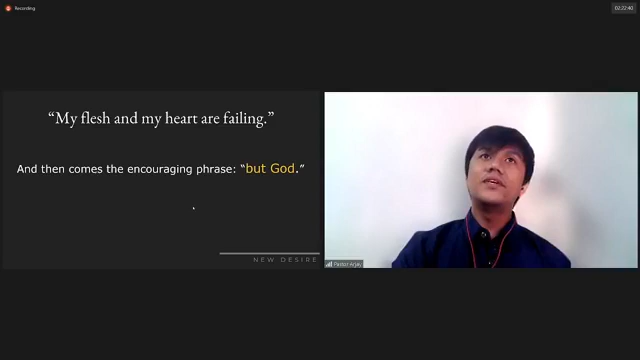 Recording
02:22:40
“My flesh and my heart are failing.”
And then comes the encouraging phrase: “but God.”
NEW DESIRE
Pastor Arjay